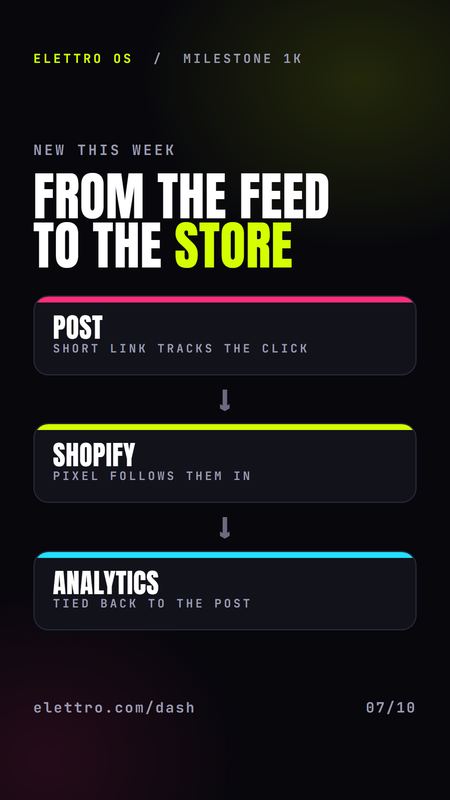 ELETTRO OS / MILESTONE 1K
NEW THIS WEEK
FROM THE FEED
TO THE STORE
POST
SHORT LINK TRACKS THE CLICK
SHOPIFY
PIXEL FOLLOWS THEM IN
ANALYTICS
TIED BACK TO THE POST
elettro.com/dash 07/10